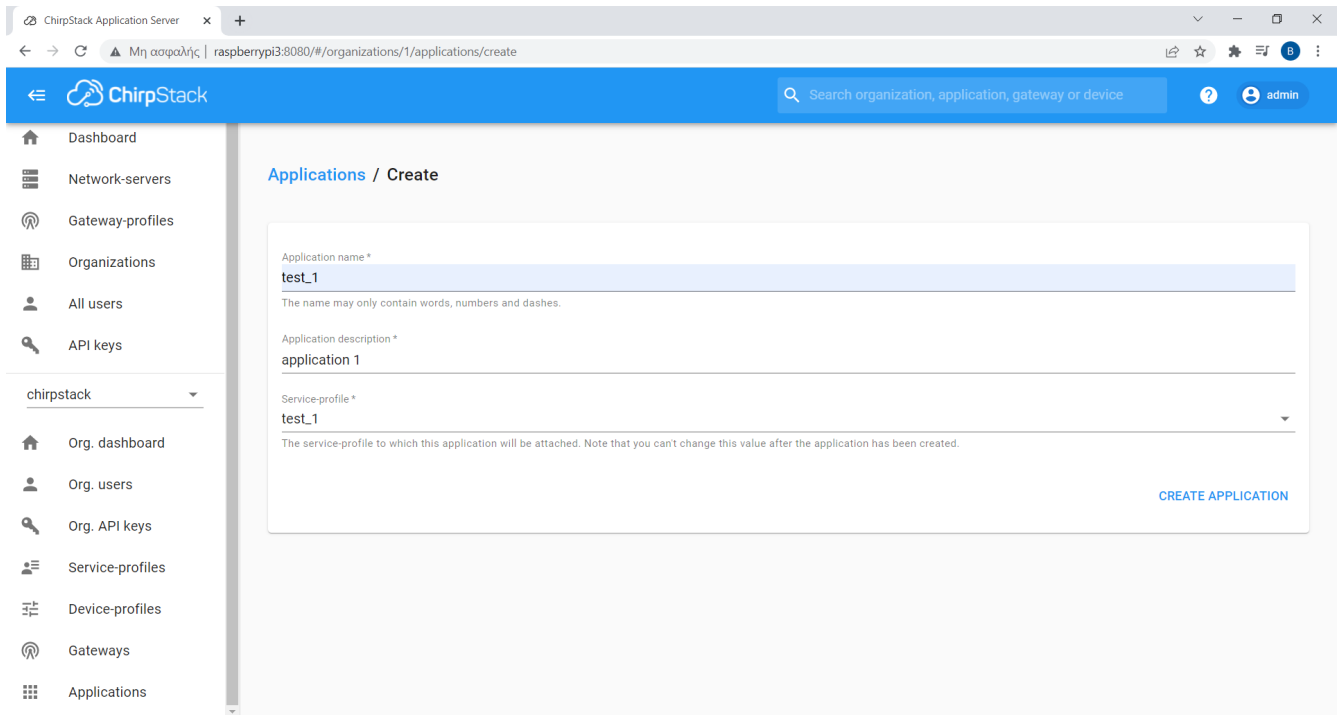 ChirpStack Application Server
Μη ασφαλής | raspberrypi3:8080/#/organizations/1/applications/create
B
ChirpStack
Search organization, application, gateway or device
?
admin
Dashboard
Network-servers
Gateway-profiles
Organizations
All users
API keys
chirpstack
Org. dashboard
Org. users
Org. API keys
Service-profiles
Device-profiles
Gateways
Applications
Applications / Create
Application name *
test_1
The name may only contain words, numbers and dashes.
Application description *
application 1
Service-profile *
test_1
The service-profile to which this application will be attached. Note that you can't change this value after the application has been created.
CREATE APPLICATION